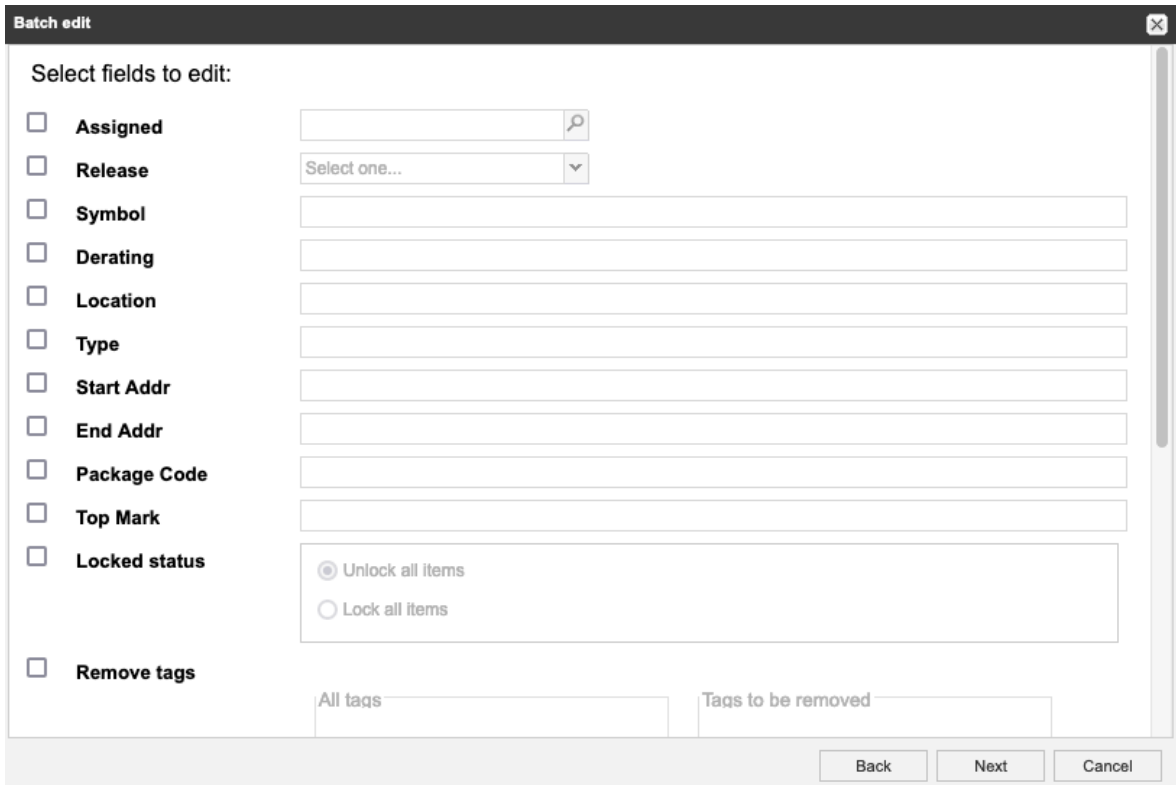 Batch edit
Select fields to edit:
Assigned
Release Select one...
Symbol
Derating
Location
Type
Start Addr
End Addr
Package Code
Top Mark
Locked status Unlock all items
Lock all items
Remove tags
All tags Tags to be removed
Back Next Cancel